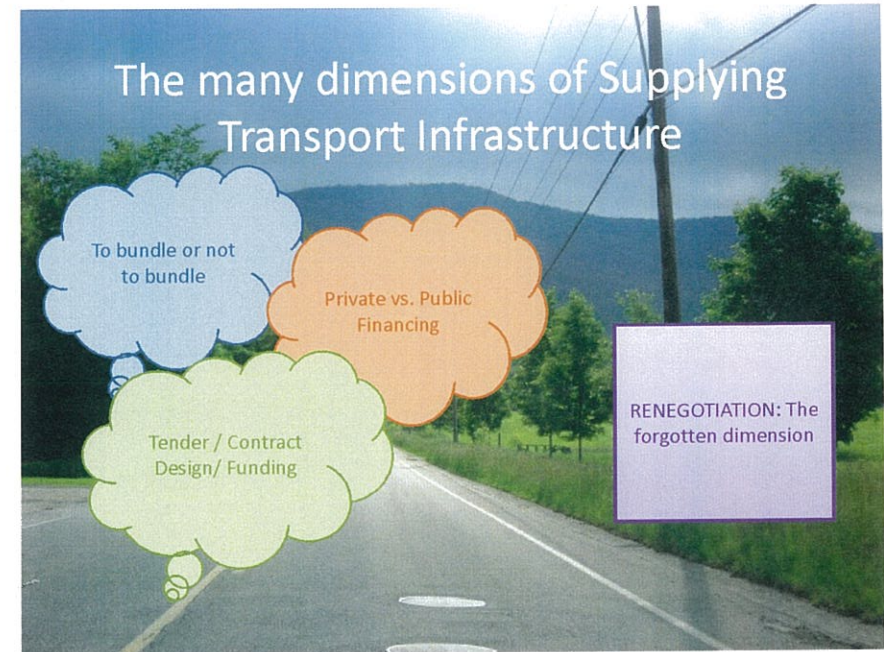 The many dimensions of Supplying
Transport Infrastructure
To bundle or not
to bundle
Private vs. Public
Financing
Tender / Contract
Design/ Funding
RENEGOTIATION: The
forgotten dimension